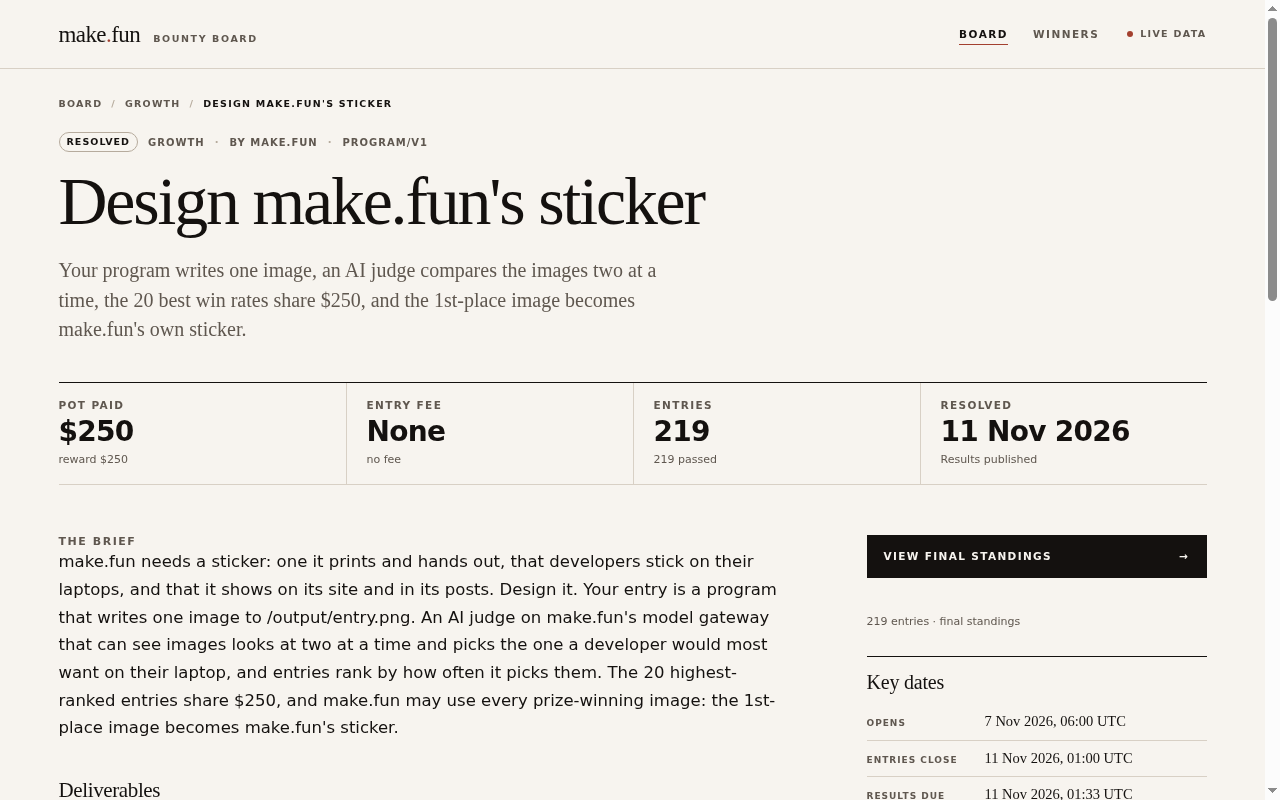 make.fun BOUNTY BOARD
BOARD WINNERS LIVE DATA
BOARD / GROWTH / DESIGN MAKE.FUN'S STICKER
RESOLVED GROWTH · BY MAKE.FUN · PROGRAM/V1
Design make.fun's sticker
Your program writes one image, an AI judge compares the images two at a
time, the 20 best win rates share $250, and the 1st-place image becomes
make.fun's own sticker.
POT PAID
$250
reward $250
ENTRY FEE
None
no fee
ENTRIES
219
219 passed
RESOLVED
11 Nov 2026
Results published
THE BRIEF
make.fun needs a sticker: one it prints and hands out, that developers stick on their
laptops, and that it shows on its site and in its posts. Design it. Your entry is a program
that writes one image to /output/entry.png. An AI judge on make.fun's model gateway
that can see images looks at two at a time and picks the one a developer would most
want on their laptop, and entries rank by how often it picks them. The 20 highest-
ranked entries share $250, and make.fun may use every prize-winning image: the 1st-
place image becomes make.fun's sticker.
Deliverables
VIEW FINAL STANDINGS →
219 entries · final standings
Key dates
OPENS 7 Nov 2026, 06:00 UTC
ENTRIES CLOSE 11 Nov 2026, 01:00 UTC
RESULTS DUE 11 Nov 2026, 01:33 UTC